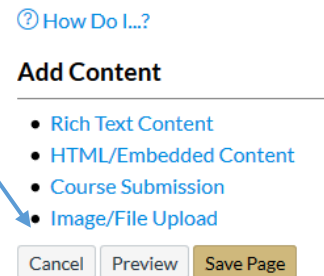 ? How Do I...?
Add Content
Rich Text Content
HTML/Embedded Content
Course Submission
Image/File Upload
Cancel Preview Save Page